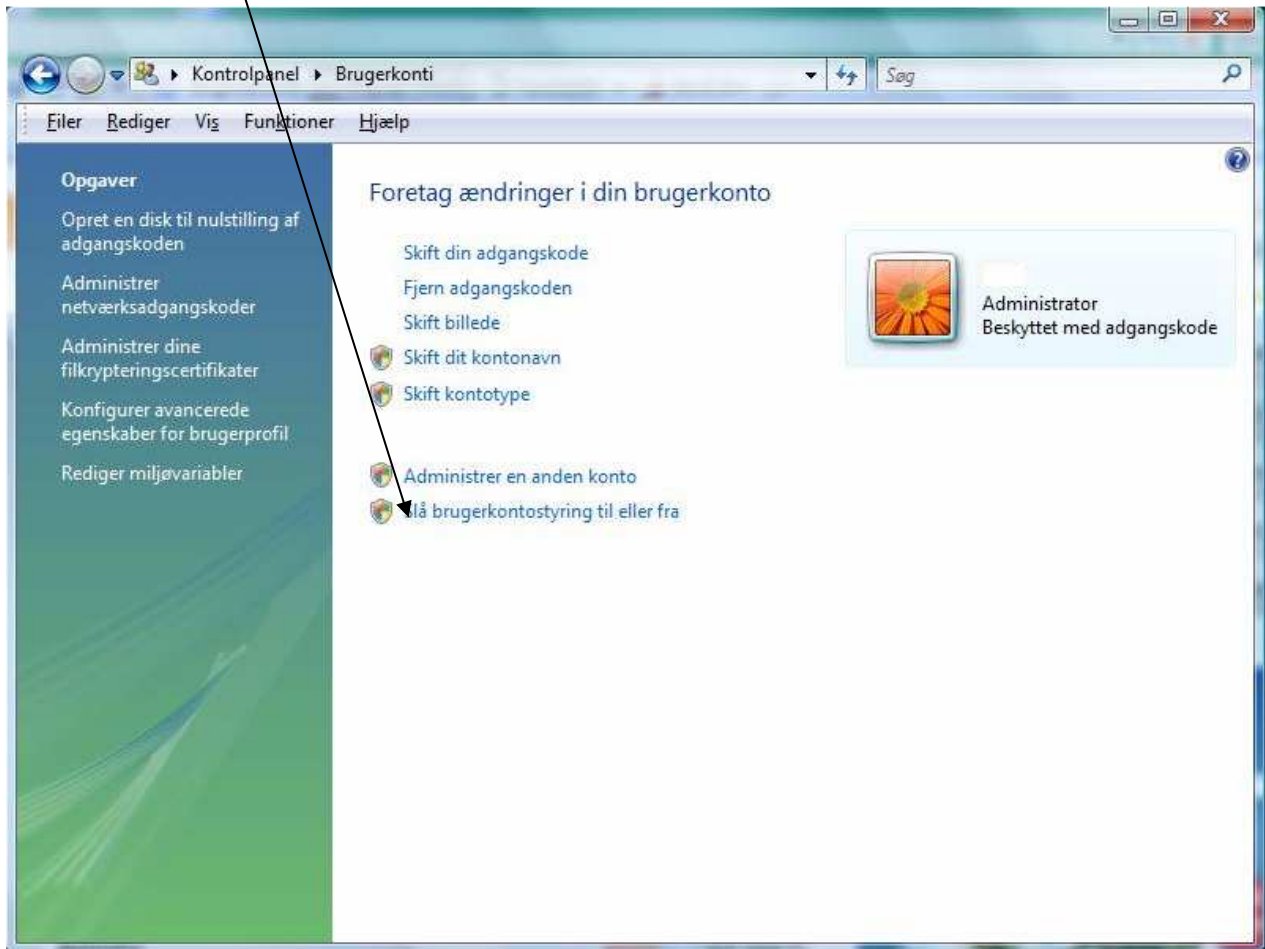 Kontrolpanel Brugerkonti
Søg
Filer Rediger Vis Funktioner Hjælp
Opgaver
Opret en disk til nulstilling af
adgangskoden
Administrer
netværksadgangskoder
Administrer dine
filkrypteringscertifikater
Konfigurer avancerede
egenskaber for brugerprofil
Rediger miljøvariabler
Foretag ændringer i din brugerkonto
Skift din adgangskode
Fjern adgangskoden
Skift billede
Skift dit kontonavn
Skift kontotype
Administrer en anden konto
Slå brugerkontostyring til eller fra
Administrator
Beskyttet med adgangskode